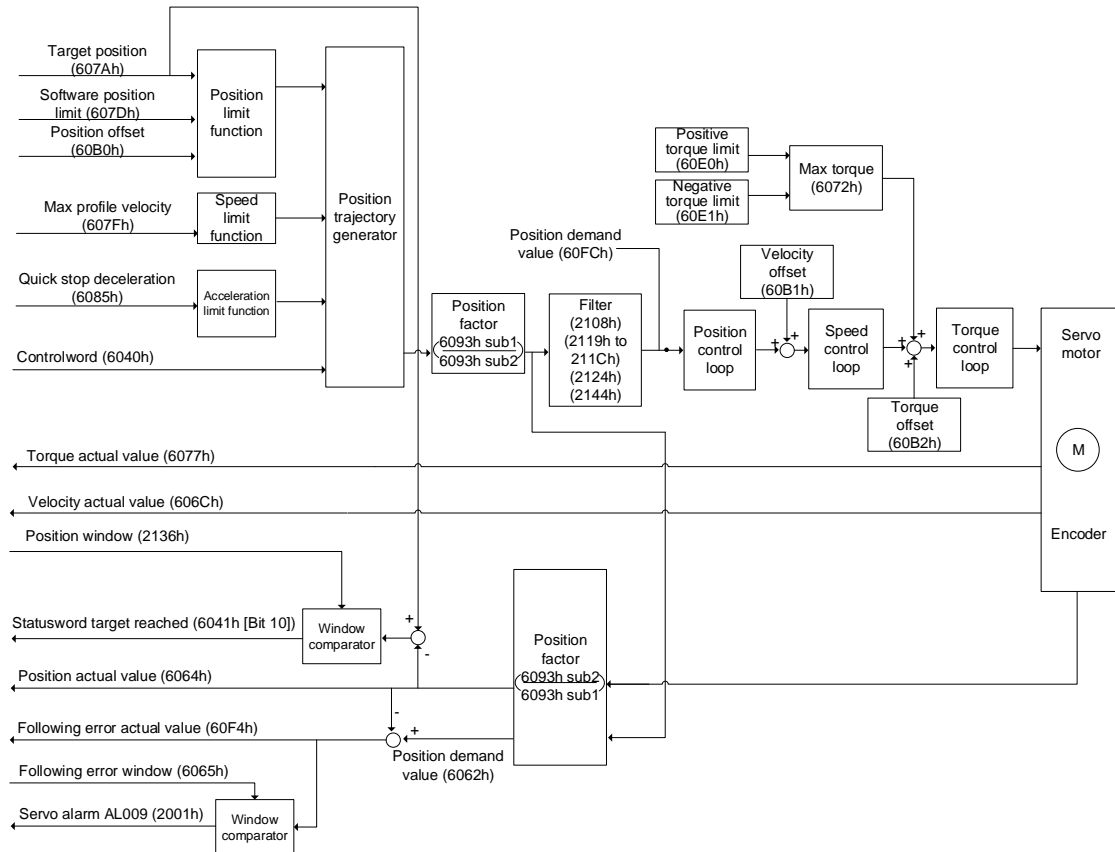 Target position
(607Ah)
Software position
limit (607Dh)
Position offset
(60B0h)
Position
limit
function
Max profile velocity
(607Fh)
Speed
limit
function
Quick stop deceleration
(6085h)
Acceleration
limit function
Controlword (6040h)
Position
trajectory
generator
Position
factor
6093h sub1
6093h sub2
Filter
(2108h)
(2119h to
211Ch)
(2124h)
(2144h)
Position demand
value (60FCh)
Position
control
loop
Positive
torque limit
(60E0h)
Negative
torque limit
(60E1h)
Max torque
(6072h)
Velocity
offset
(60B1h)
+
+
Speed
control
loop
+
+
+
Torque
offset
(60B2h)
Torque
control
loop
Servo
motor
M
Encoder
Torque actual value (6077h)
Velocity actual value (606Ch)
Position window (2136h)
Statusword target reached (6041h [Bit 10])
Window
comparator
+
-
Position actual value (6064h)
Position
factor
6093h sub2
6093h sub1
-
+
Following error actual value (60F4h)
Position demand
value (6062h)
Following error window (6065h)
Servo alarm AL009 (2001h)
Window
comparator